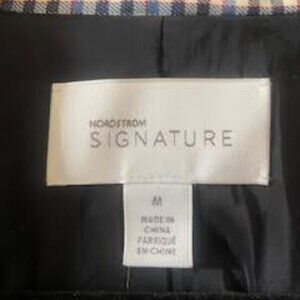 NORDSTROM
SIGNATURE
M
MADE IN
CHINA
FABRIQUÉ
EN CHINE